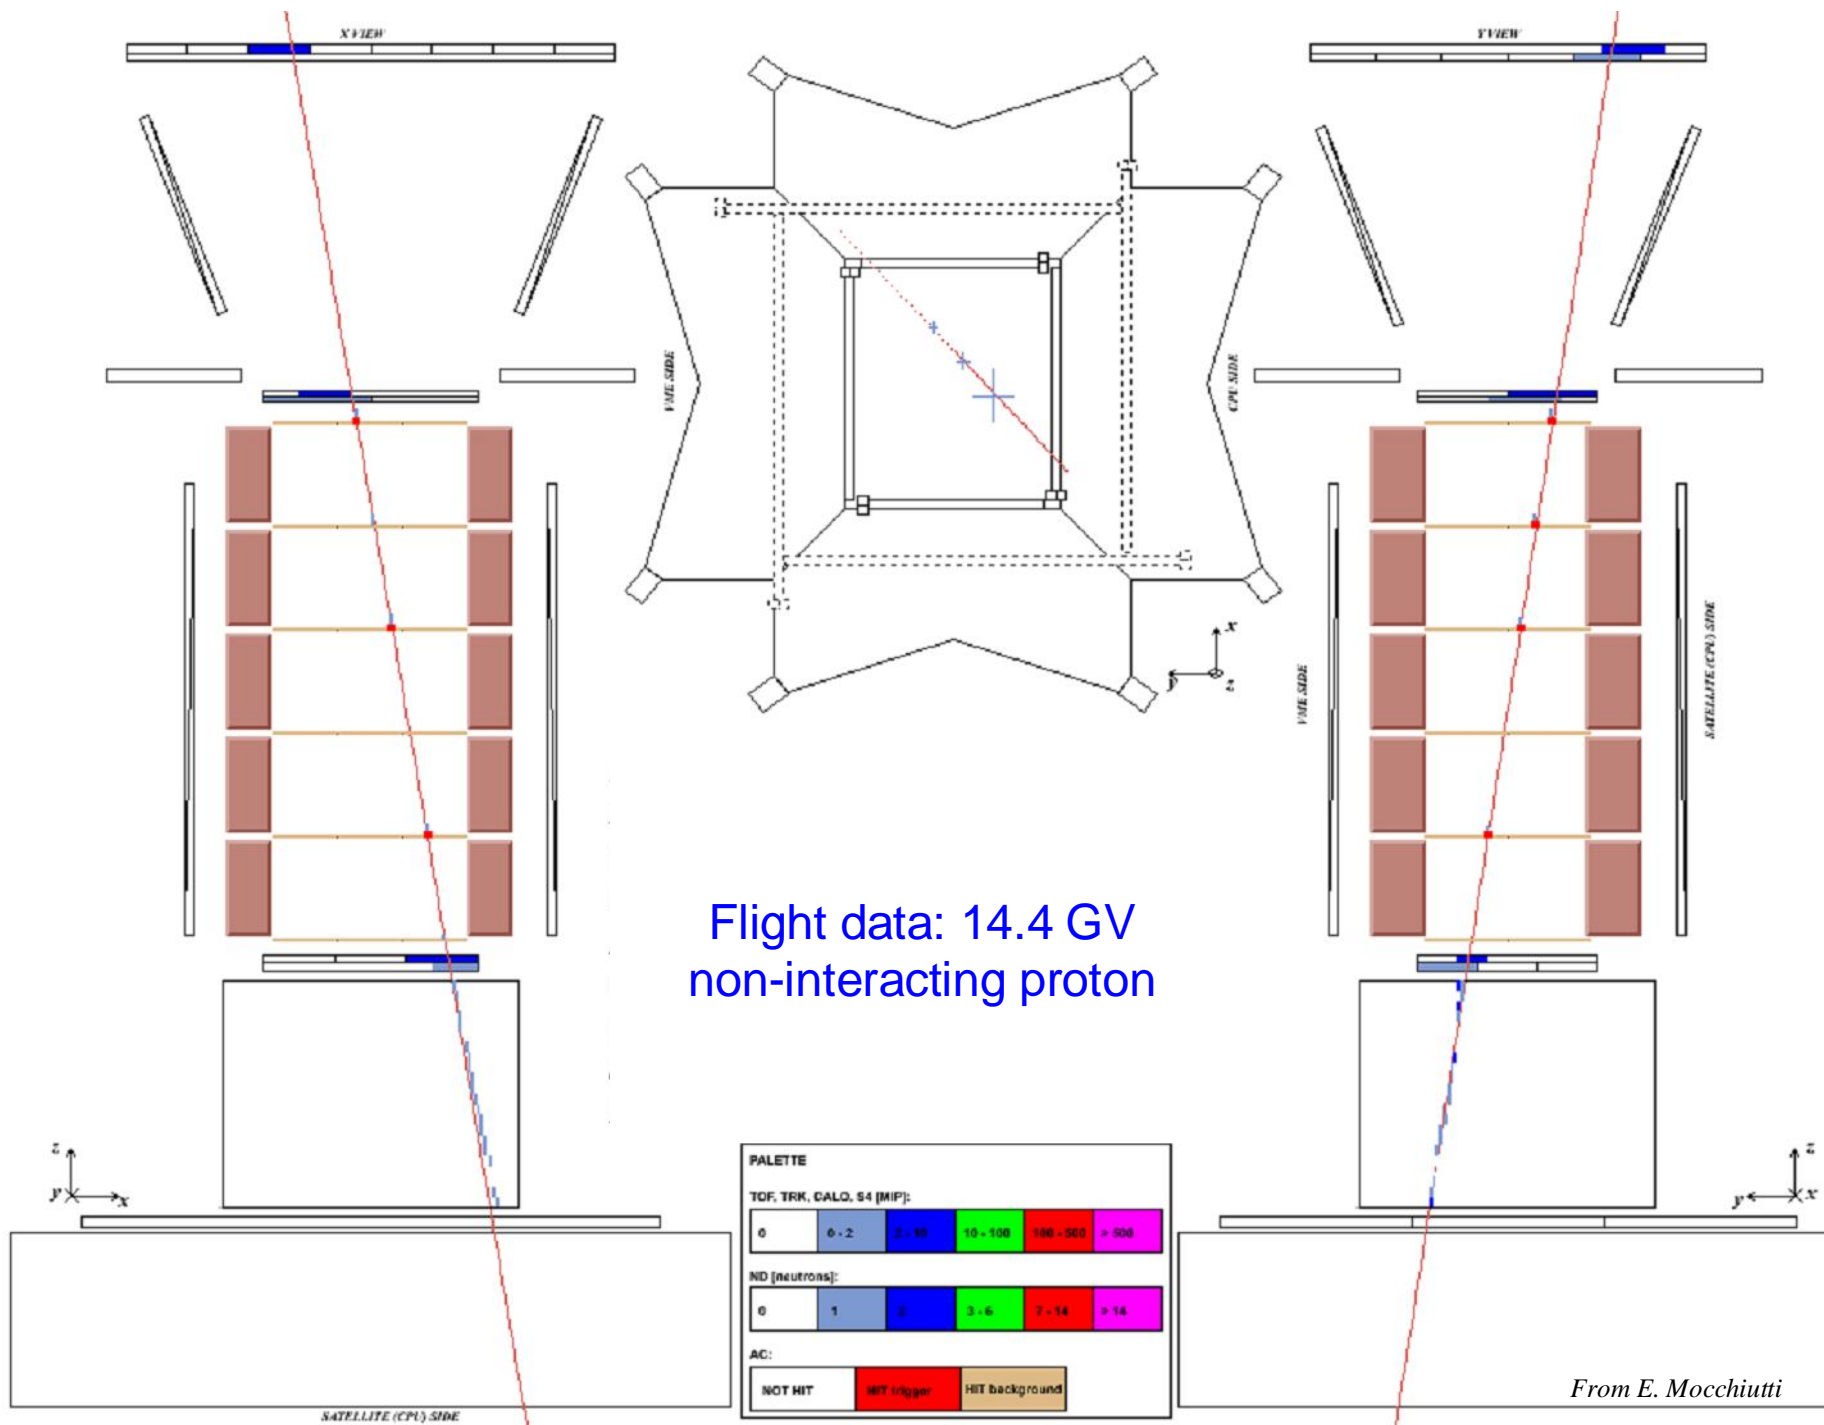 X VIEW
Y VIEW
VME SIDE
CPU SIDE
x
y
z
VME SIDE
SATELLITE (CPU) SIDE
Flight data: 14.4 GV
non-interacting proton
z
y
x
z
y
x
PALETTE
TOF, TRK, CALO, S4 [MIP]:
0 0 - 2 2 - 10 10 - 100 100 - 500 > 500
ND [neutrons]:
0 1 2 3 - 6 7 - 14 > 14
AC:
NOT HIT HIT trigger HIT background
SATELLITE (CPU) SIDE
From E. Mocchiutti